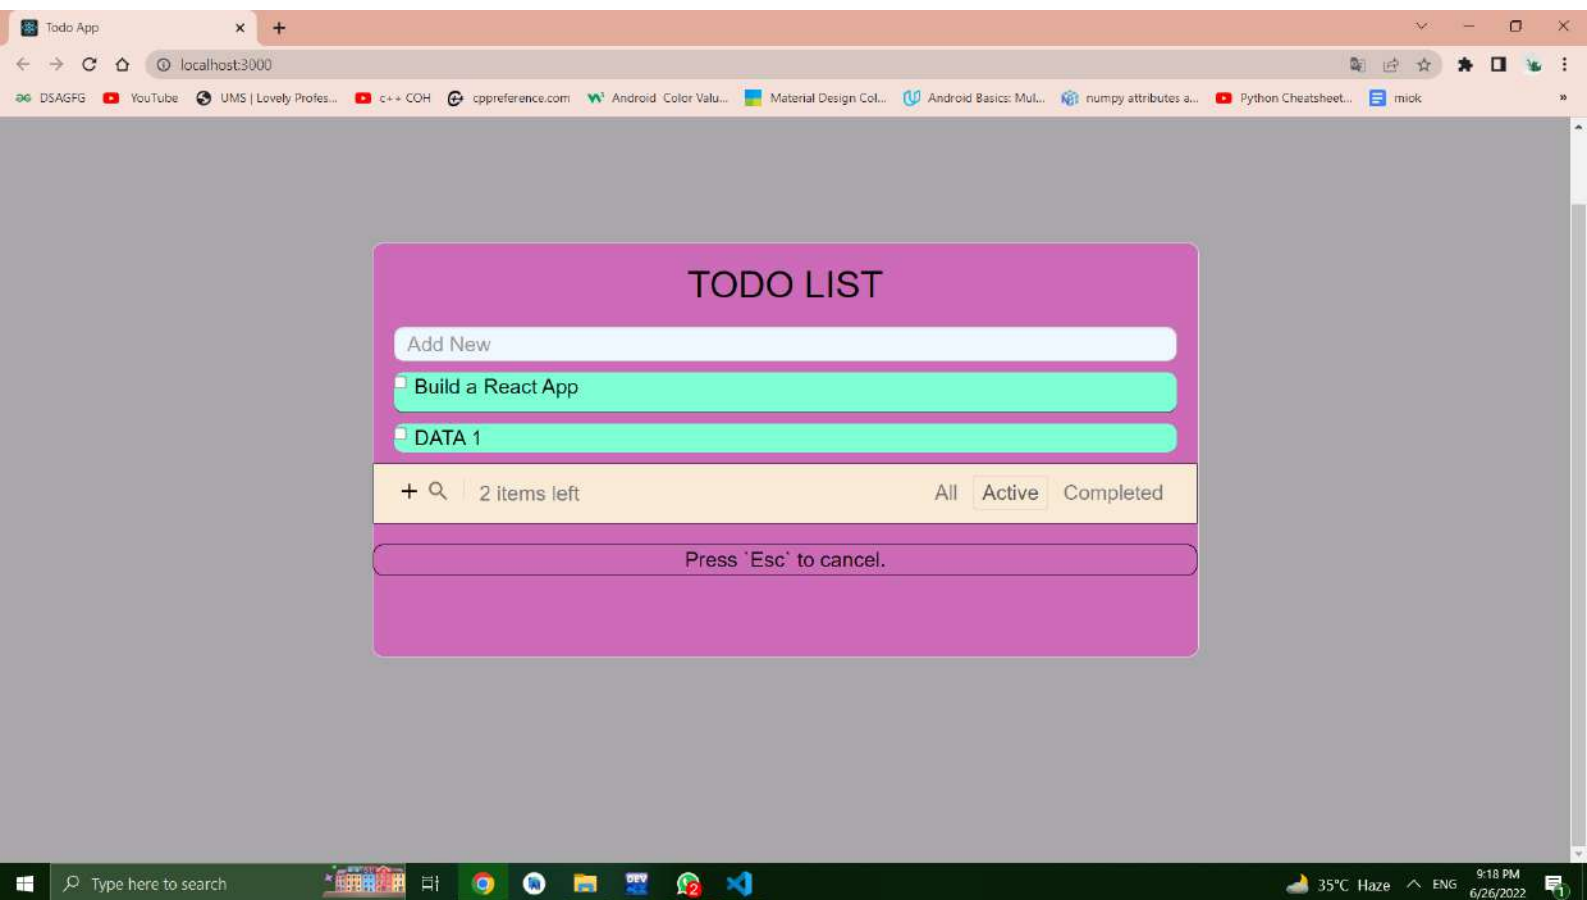 Todo App
localhost:3000
DSAGFG YouTube UMS | Lovely Profes... c++ COH cppreference.com Android Color Valu... Material Design Col... Android Basics: Mul... numpy attributes a... Python Cheatsheet... miok »
TODO LIST
Add New
Build a React App
DATA 1
+ 2 items left All Active Completed
Press `Esc` to cancel.
Type here to search DEV 2 35°C Haze ENG 9:18 PM
6/26/2022 1